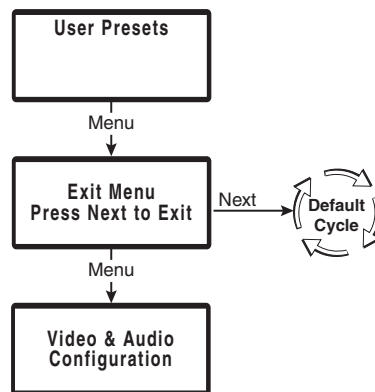 User Presets
Menu
Exit Menu
Press Next to Exit
Next
Default
Cycle
Menu
Video & Audio
Configuration